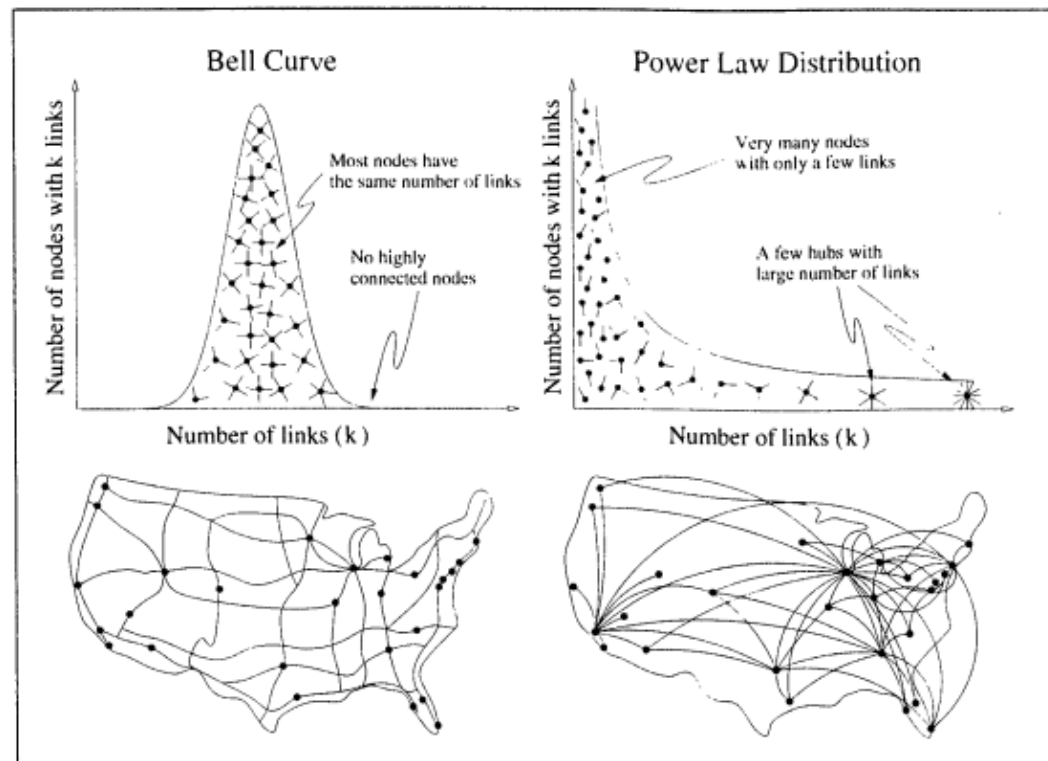 Bell Curve
Number of nodes with k links
Most nodes have
the same number of links
No highly
connected nodes
Number of links (k)
Power Law Distribution
Number of nodes with k links
Very many nodes
with only a few links
A few hubs with
large number of links
Number of links (k)